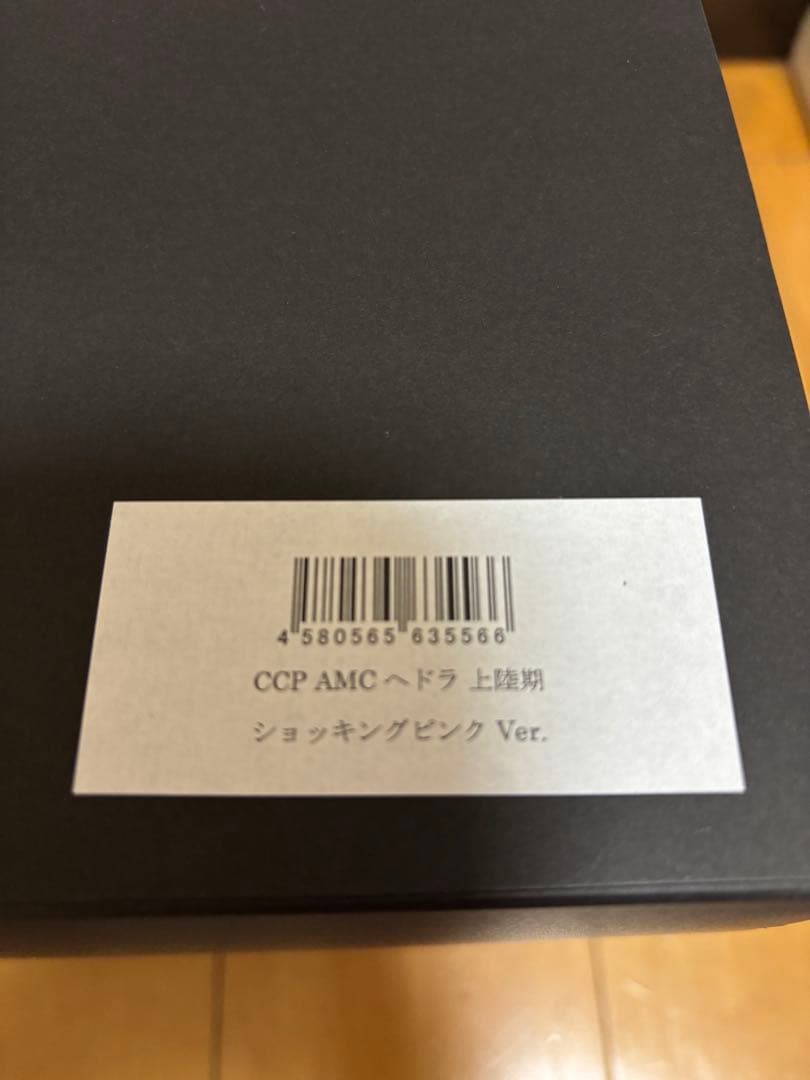 4 580565 635566
CCP AMC ヘドラ 上陸期
ショッキングピンク Ver.